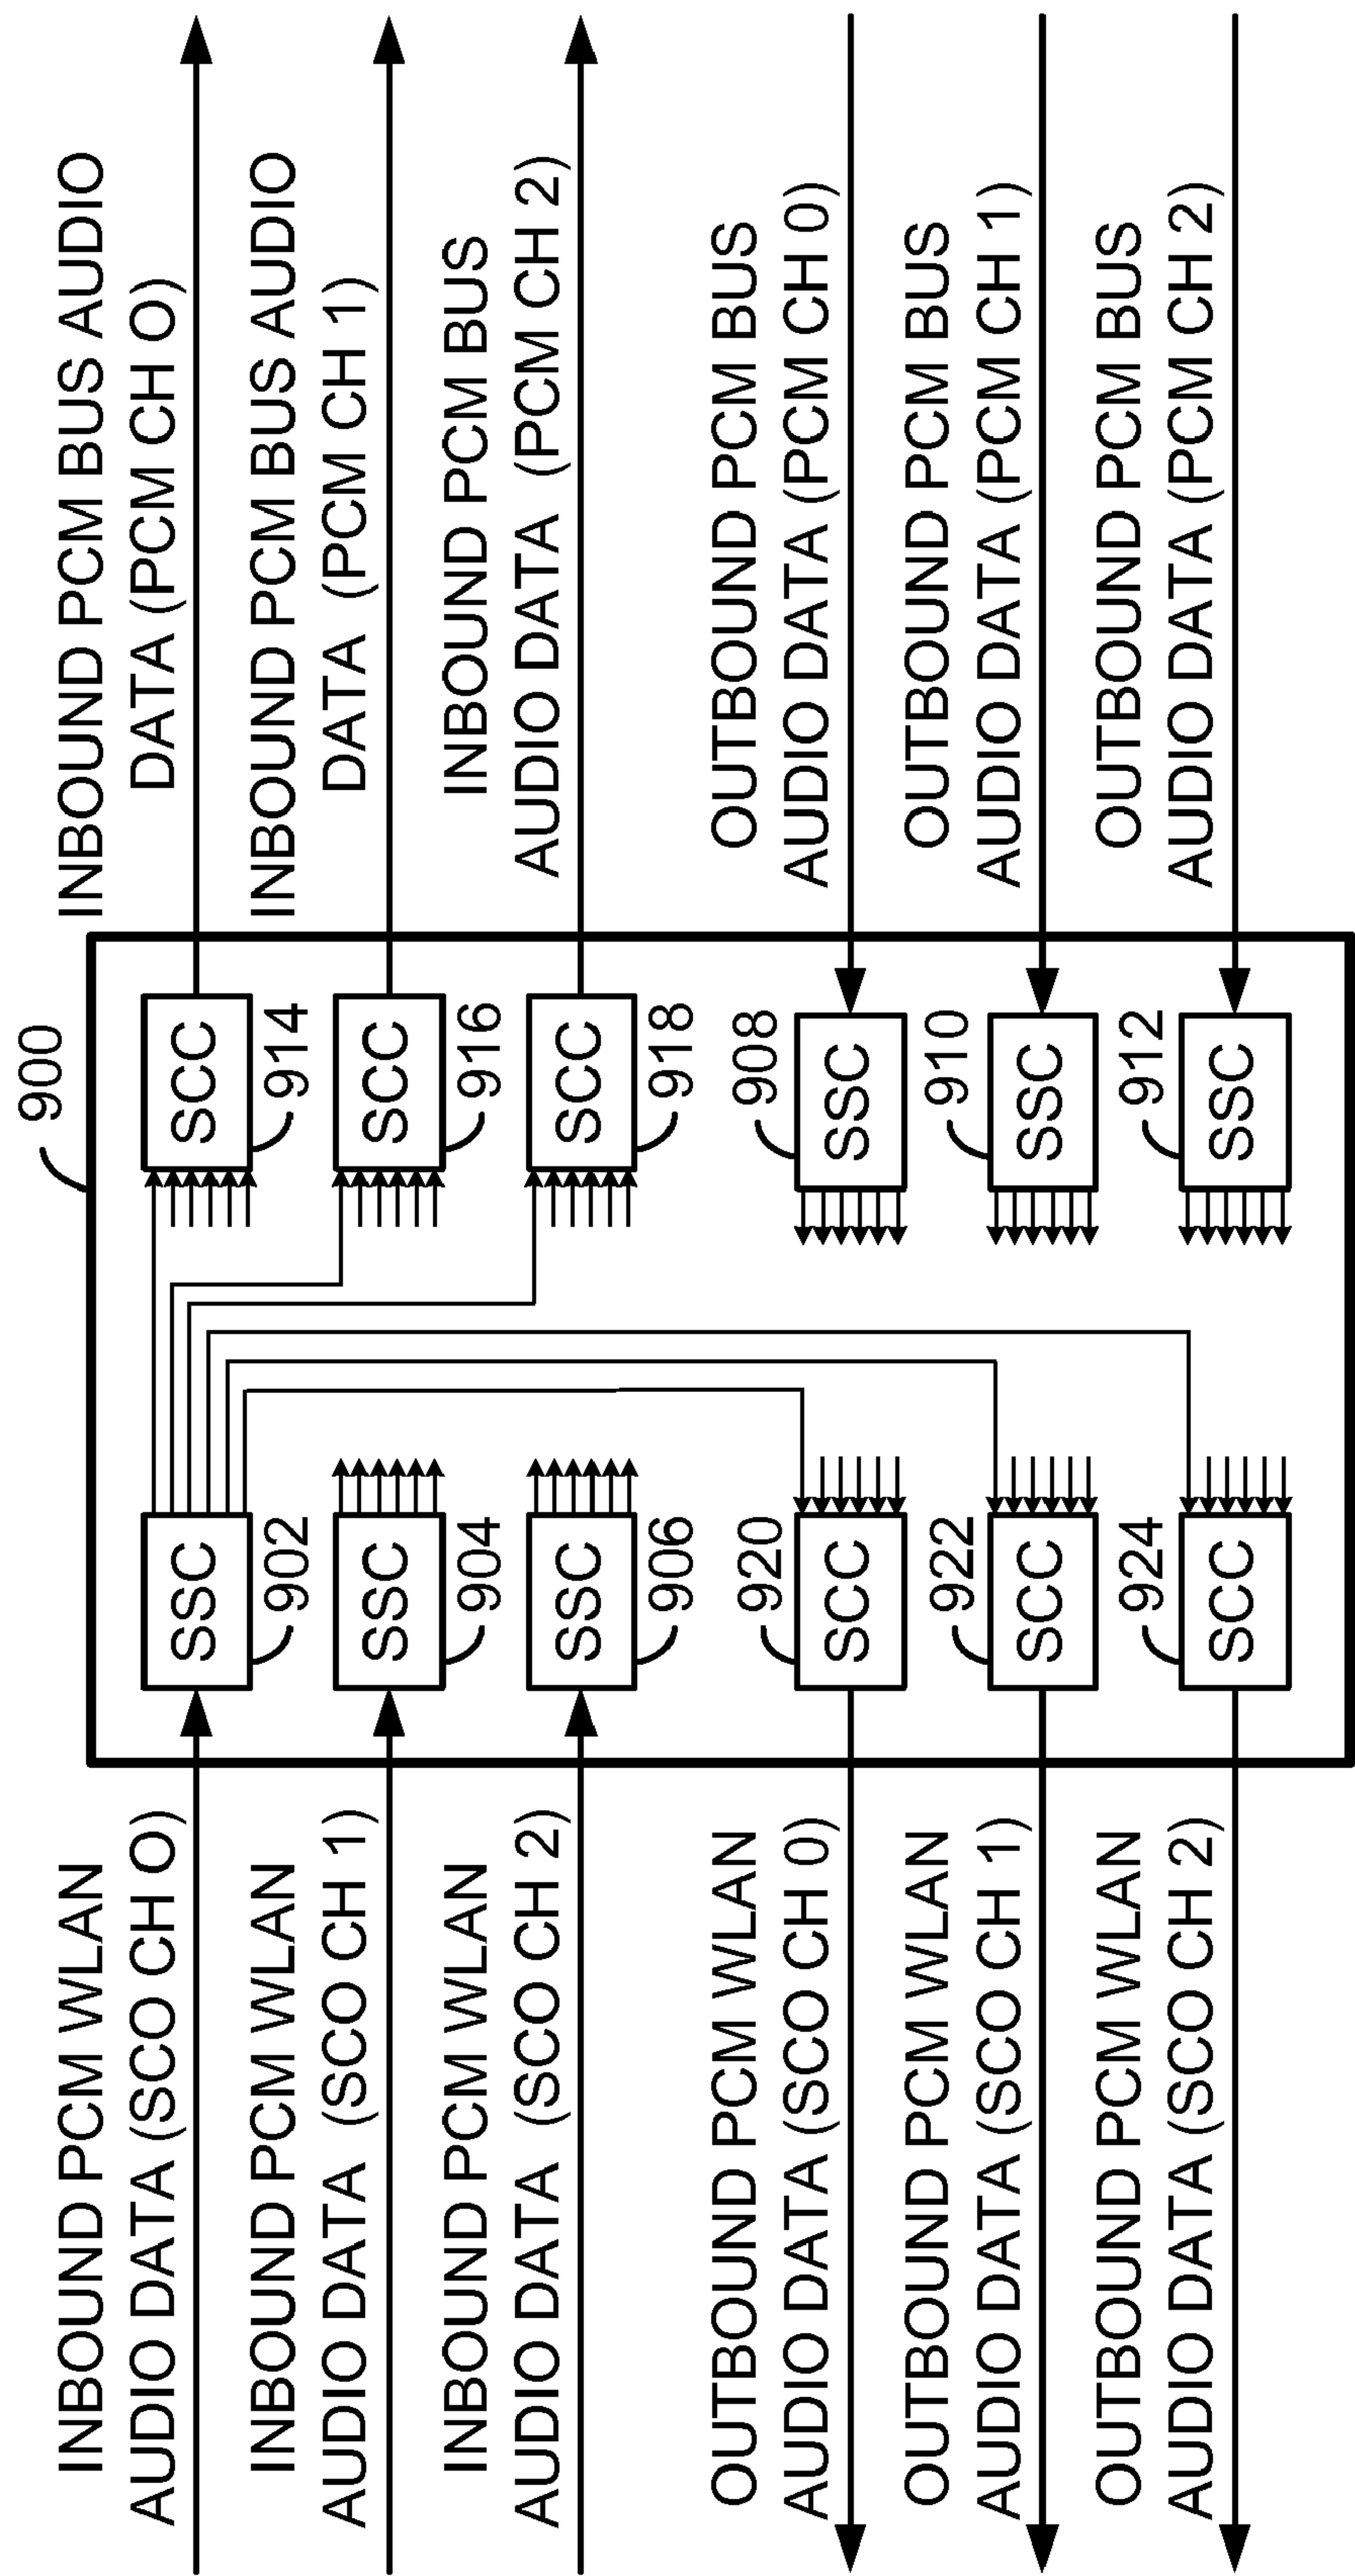 900
INBOUND PCM WLAN
AUDIO DATA (SCO CH O)
SSC
902
SCC
914
INBOUND PCM BUS AUDIO
DATA (PCM CH O)
INBOUND PCM WLAN
AUDIO DATA (SCO CH 1)
SSC
904
SCC
916
INBOUND PCM BUS AUDIO
DATA (PCM CH 1)
INBOUND PCM WLAN
AUDIO DATA (SCO CH 2)
SSC
906
SCC
918
INBOUND PCM BUS
AUDIO DATA (PCM CH 2)
OUTBOUND PCM WLAN
AUDIO DATA (SCO CH 0)
920
SCC
908
SSC
OUTBOUND PCM BUS
AUDIO DATA (PCM CH 0)
OUTBOUND PCM WLAN
AUDIO DATA (SCO CH 1)
922
SCC
910
SSC
OUTBOUND PCM BUS
AUDIO DATA (PCM CH 1)
OUTBOUND PCM WLAN
AUDIO DATA (SCO CH 2)
924
SCC
912
SSC
OUTBOUND PCM BUS
AUDIO DATA (PCM CH 2)